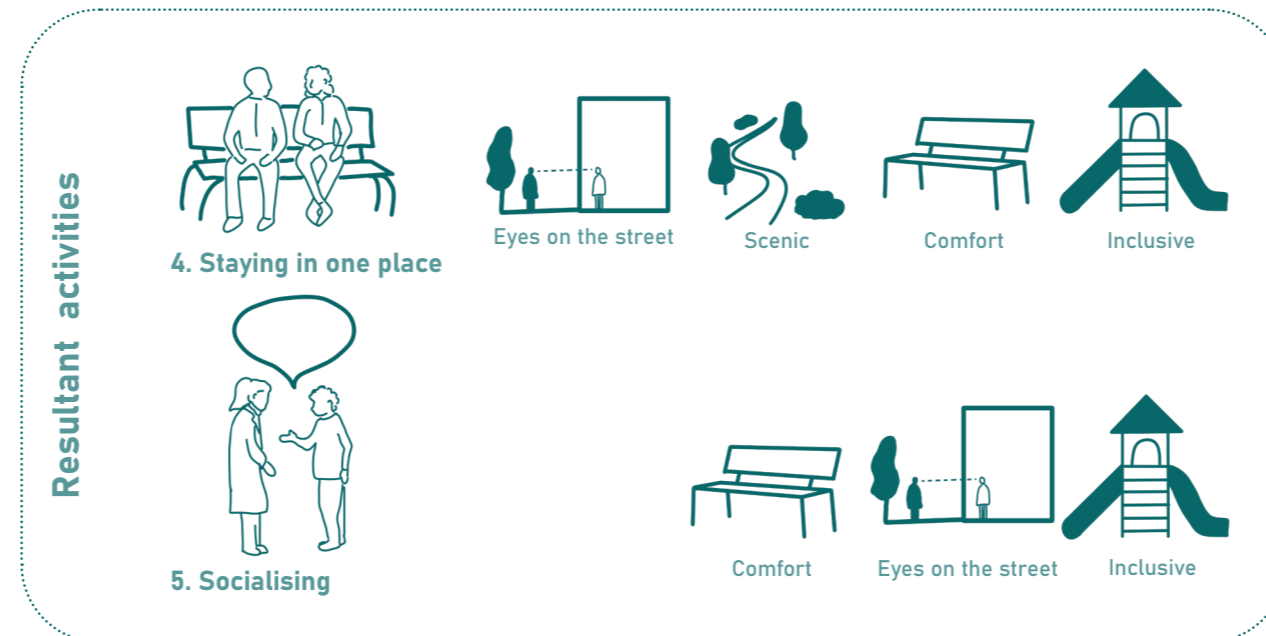 Resultant activities
Eyes on the street
Scenic
Comfort
Inclusive
4. Staying in one place
Comfort
Eyes on the street
Inclusive
5. Socialising